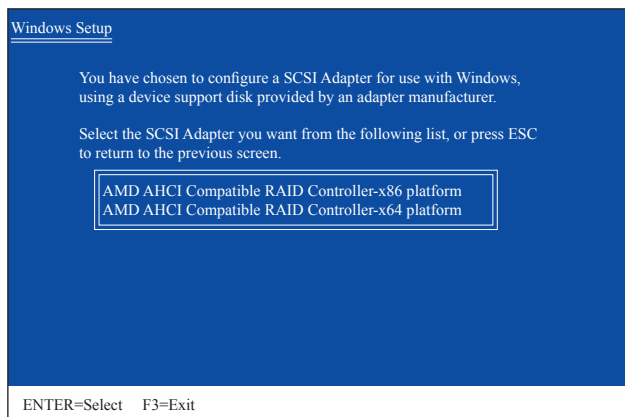 Windows Setup
You have chosen to configure a SCSI Adapter for use with Windows,
using a device support disk provided by an adapter manufacturer.
Select the SCSI Adapter you want from the following list, or press ESC
to return to the previous screen.
AMD AHCI Compatible RAID Controller-x86 platform
AMD AHCI Compatible RAID Controller-x64 platform
ENTER=Select F3=Exit